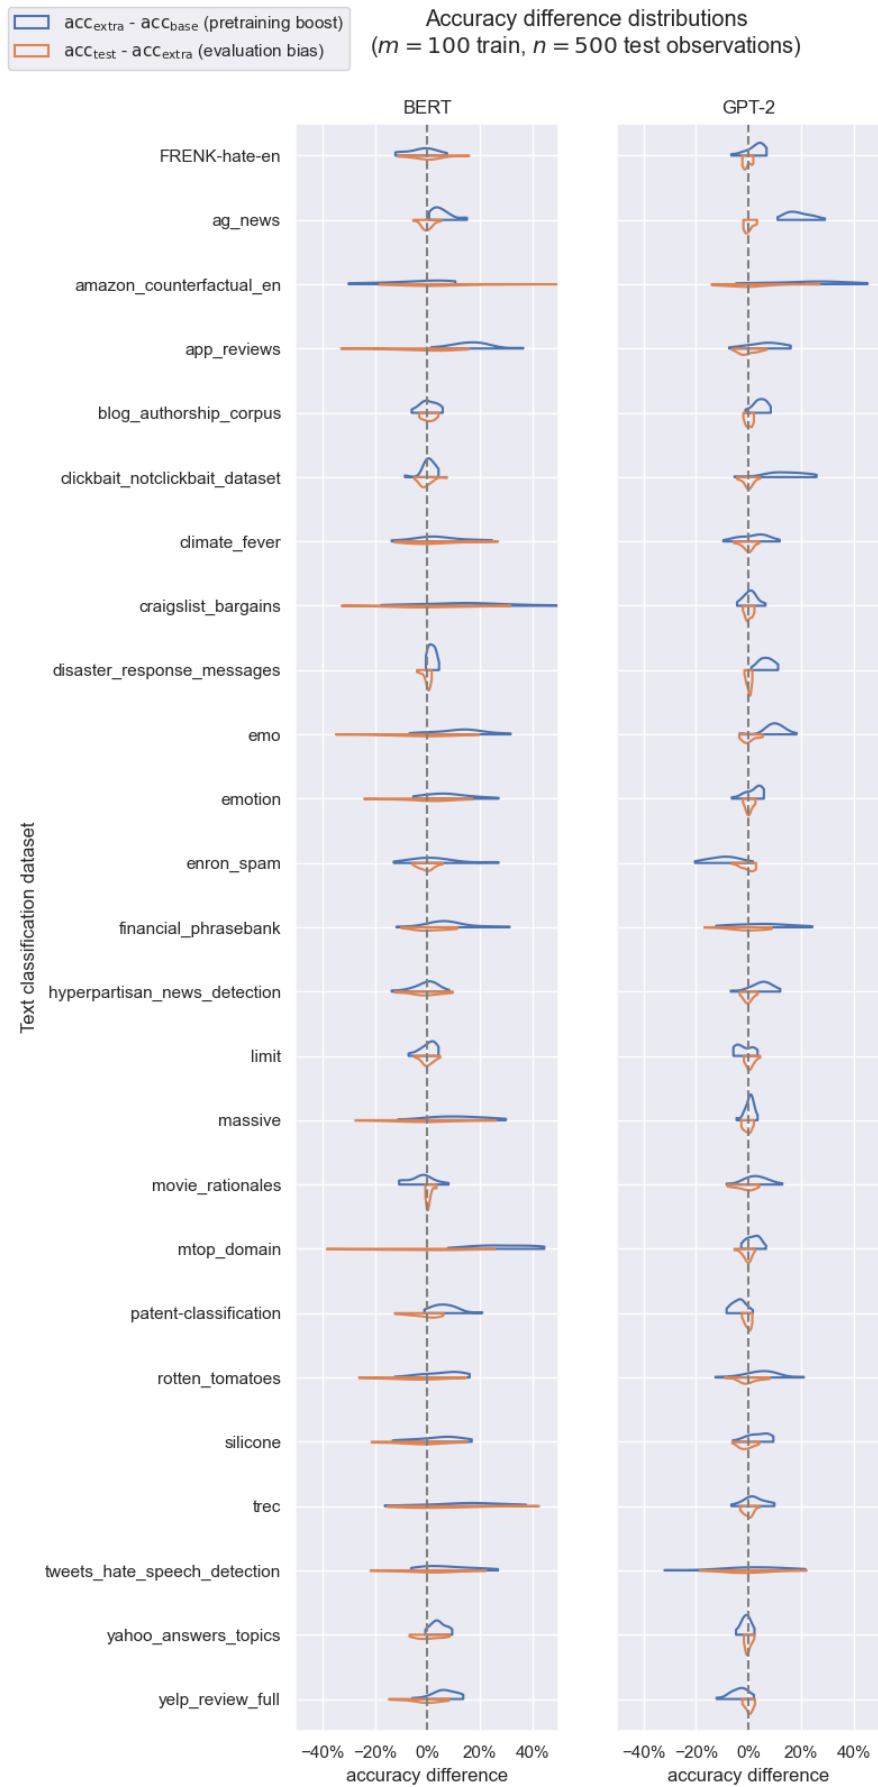 acc_extra - acc_base (pretraining boost)
acc_test - acc_extra (evaluation bias)
Accuracy difference distributions
(m = 100 train, n = 500 test observations)
BERT
GPT-2
Text classification dataset
FRENK-hate-en
ag_news
amazon_counterfactual_en
app_reviews
blog_authorship_corpus
clickbait_notclickbait_dataset
climate_fever
craigslist_bargains
disaster_response_messages
emo
emotion
enron_spam
financial_phrasebank
hyperpartisan_news_detection
limit
massive
movie_rationales
mtop_domain
patent-classification
rotten_tomatoes
silicone
trec
tweets_hate_speech_detection
yahoo_answers_topics
yelp_review_full
−40% −20% 0% 20% 40%
accuracy difference
−40% −20% 0% 20% 40%
accuracy difference